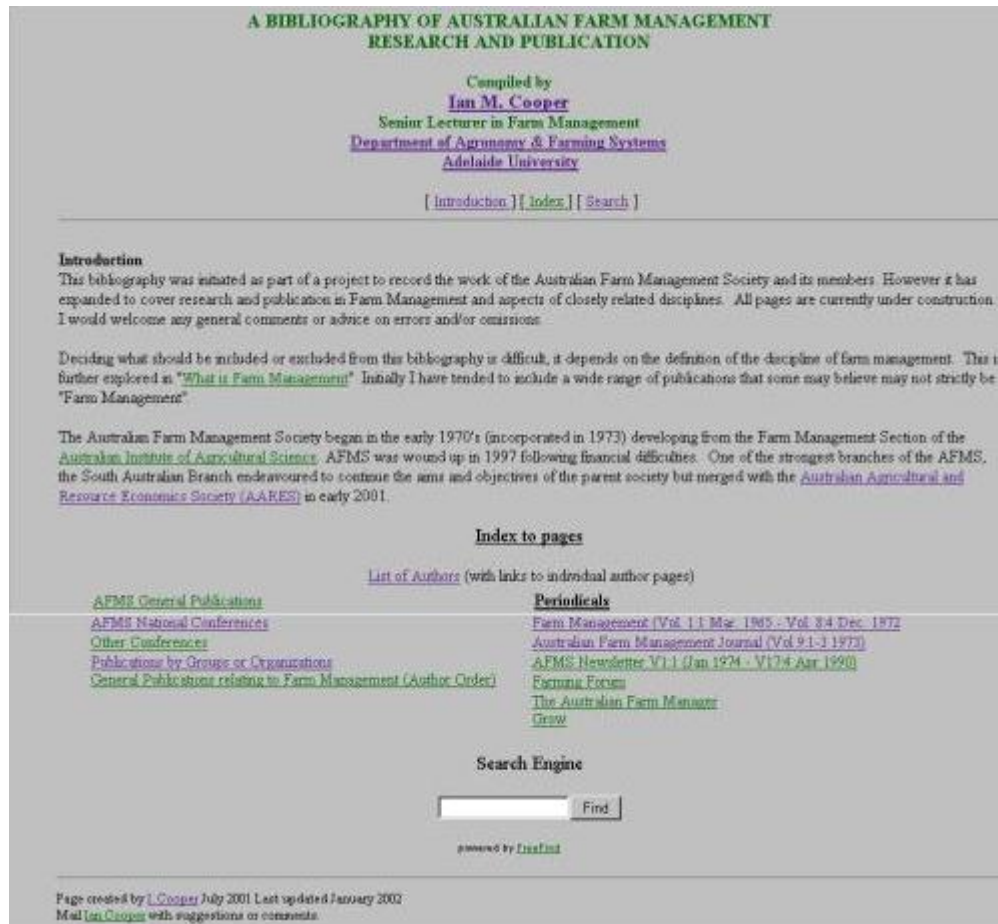 A BIBLIOGRAPHY OF AUSTRALIAN FARM MANAGEMENT
RESEARCH AND PUBLICATION
Compiled by
Ian M. Cooper
Senior Lecturer in Farm Management
Department of Agronomy & Farming Systems
Adelaide University
[ Introduction ] [ Index ] [ Search ]
Introduction
This bibliography was initiated as part of a project to record the work of the Australian Farm Management Society and its members. However it has
expanded to cover research and publication in Farm Management and aspects of closely related disciplines. All pages are currently under construction
I would welcome any general comments or advice on errors and/or omissions
Deciding what should be included or excluded from this bibliography is difficult, it depends on the definition of the discipline of farm management. This i
further explored in "What is Farm Management" Initially I have tended to include a wide range of publications that some may believe may not strictly be
"Farm Management"
The Australian Farm Management Society began in the early 1970's (incorporated in 1973) developing from the Farm Management Section of the
Australian Institute of Agricultural Science. AFMS was wound up in 1997 following financial difficulties. One of the strongest branches of the AFMS,
the South Australian Branch endeavoured to continue the aims and objectives of the parent society but merged with the Australian Agricultural and
Resource Economics Society (AARES) in early 2001.
Index to pages
List of Authors (with links to individual author pages)
AFMS General Publications
AFMS National Conferences
Other Conferences
Publications by Groups or Organizations
General Publications relating to Farm Management (Author Order)
Periodicals
Farm Management (Vol. 1:1 Mar. 1965 - Vol. 8:4 Dec. 1972
Australian Farm Management Journal (Vol 9:1-3 1973)
AFMS Newsletter V1:1 (Jan 1974 - V17:4 Apr 1990)
Farming Forum
The Australian Farm Manager
Grow
Search Engine
Find
powered by FreeFind
Page created by I. Cooper July 2001 Last updated January 2002
Mail Ian Cooper with suggestions or comments.